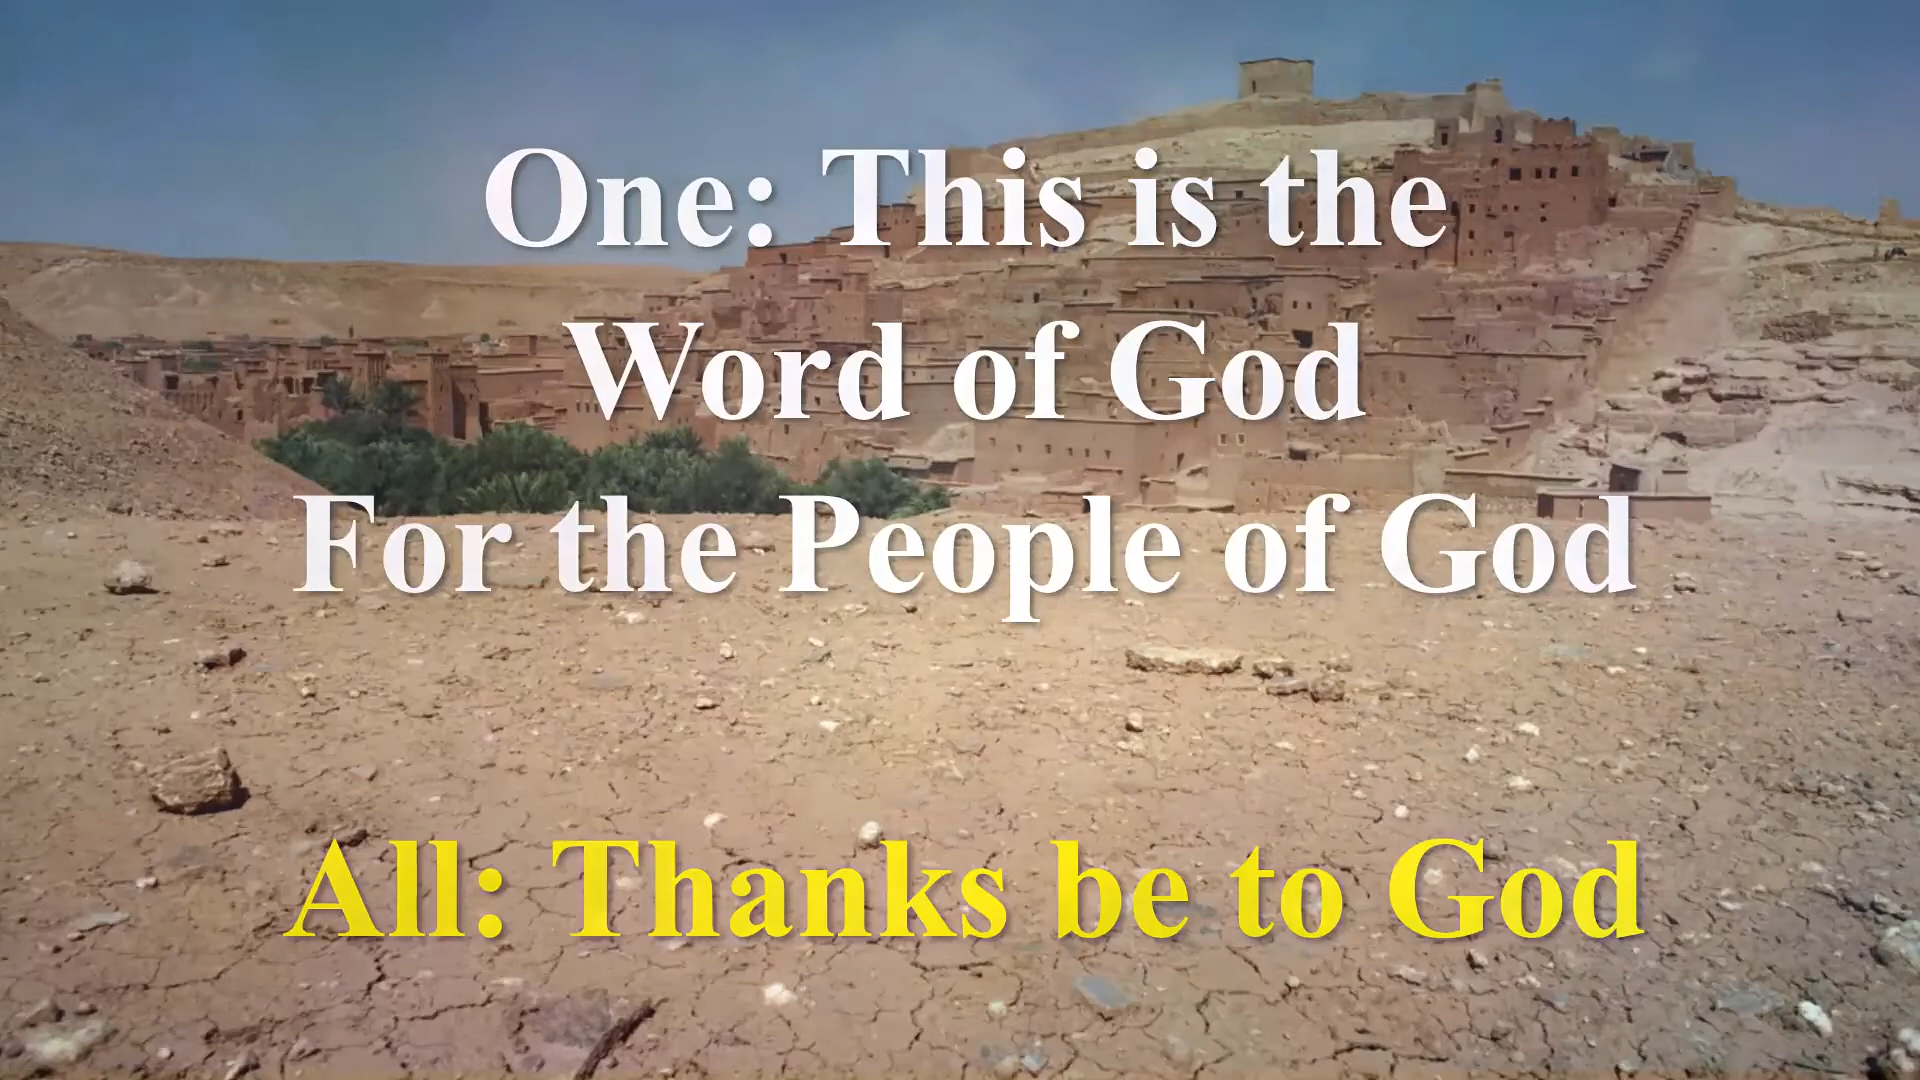 One: This is the
Word of God
For the People of God
All: Thanks be to God